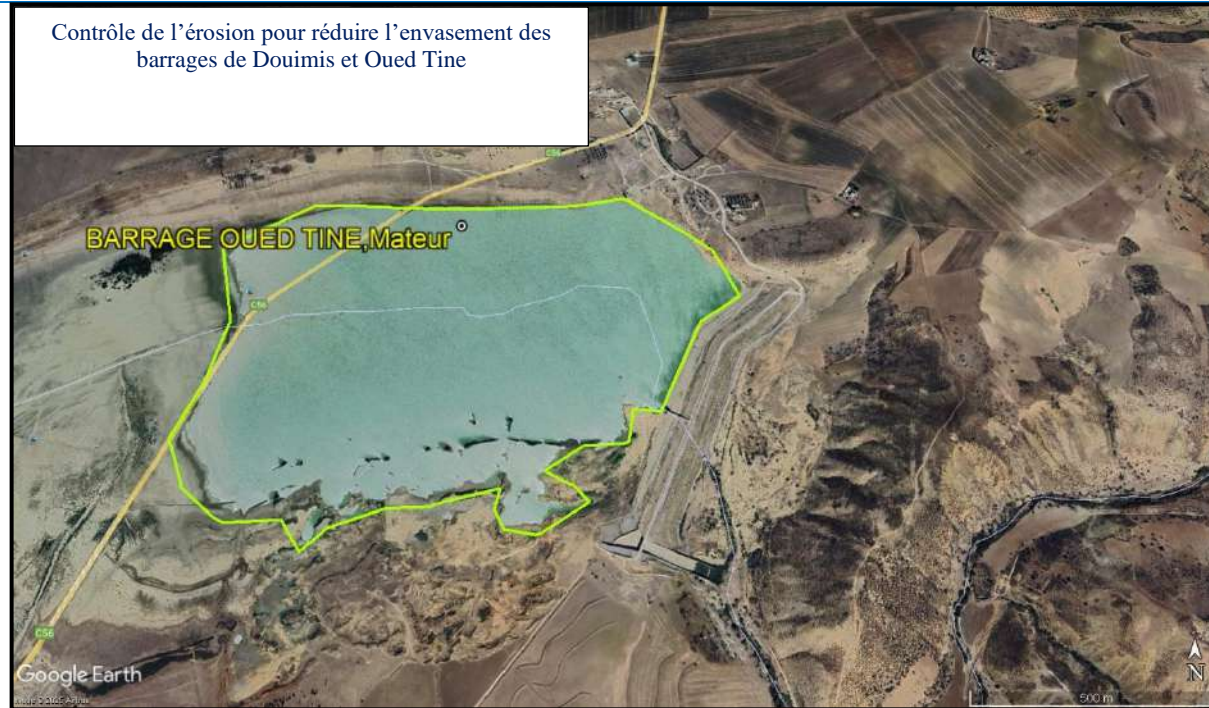 Contrôle de l’érosion pour réduire l’envasement des
barrages de Douimis et Oued Tine
C56
BARRAGE OUED TINE,Mateur
C56
C56
Google Earth
N
500 m